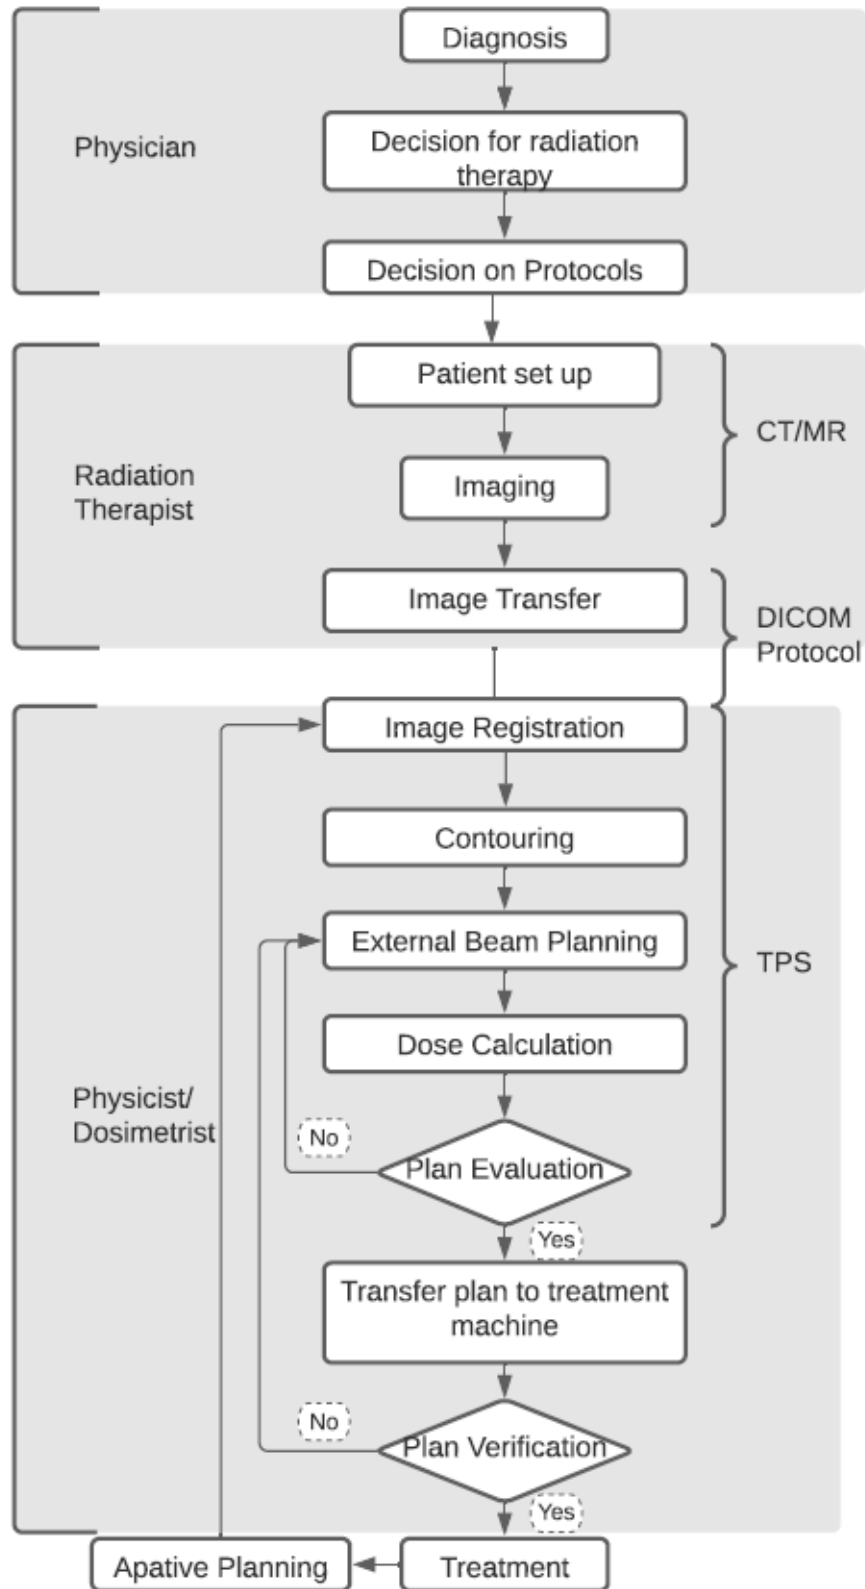 Diagnosis
Physician
Decision for radiation
therapy
Decision on Protocols
Patient set up
CT/MR
Radiation
Therapist
Imaging
Image Transfer
DICOM
Protocol
Image Registration
Contouring
External Beam Planning
TPS
Dose Calculation
Physicist/
Dosimetrist
No
Plan Evaluation
Yes
Transfer plan to treatment
machine
No
Plan Verification
Yes
Apative Planning
Treatment